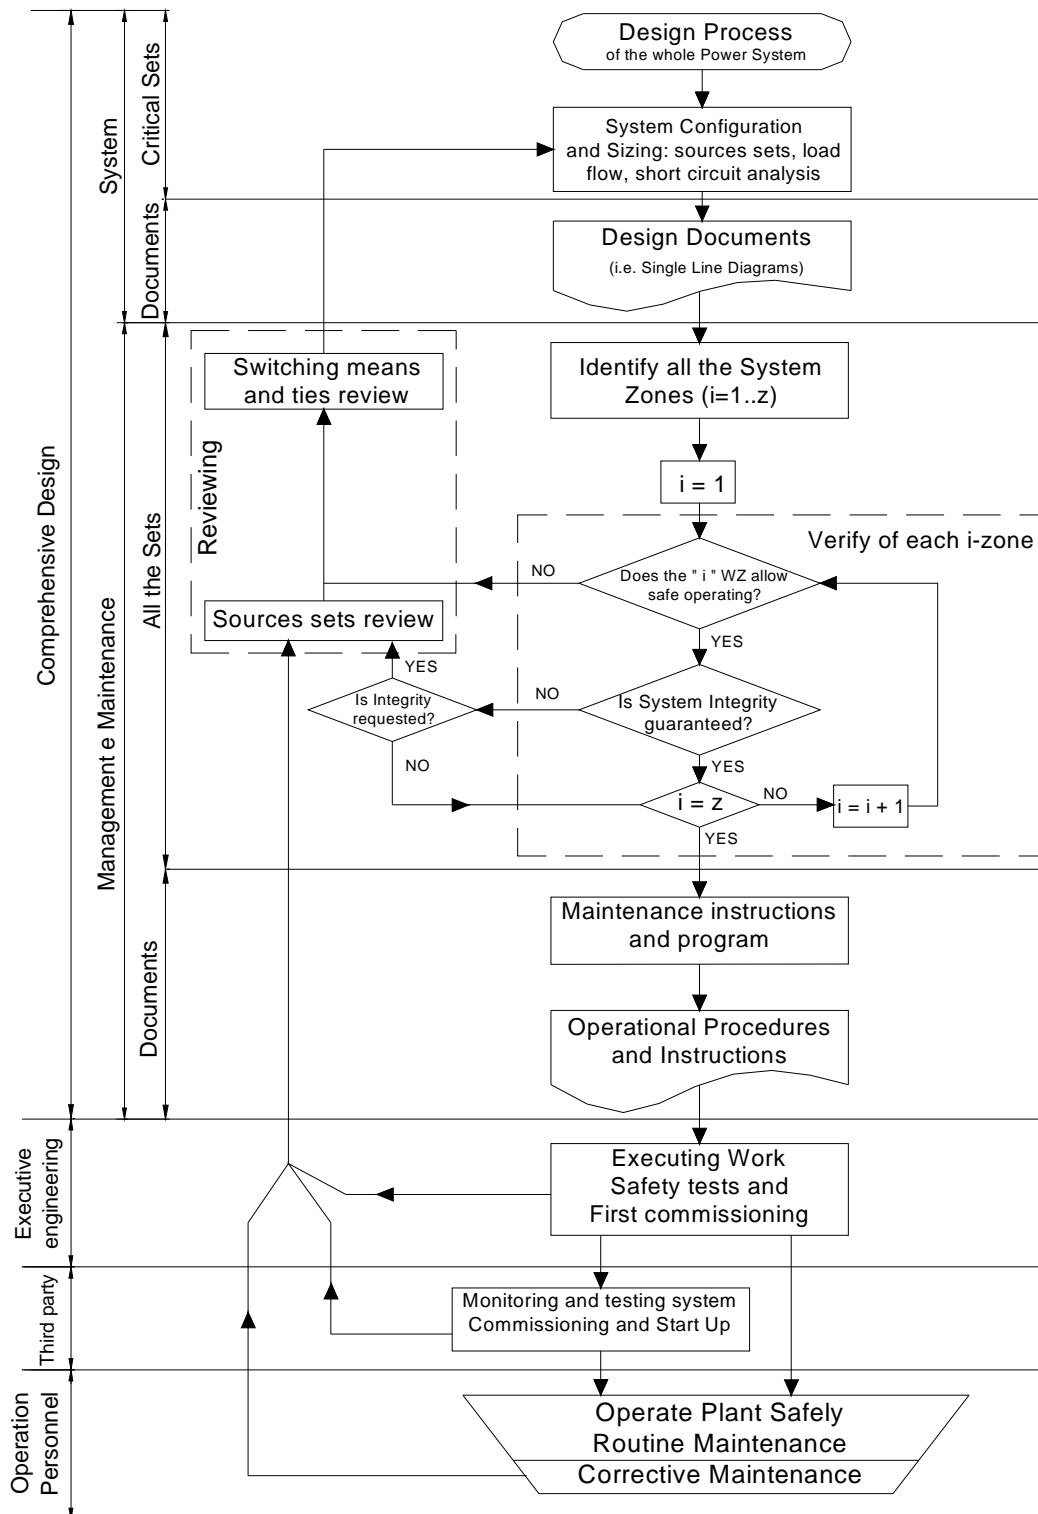 Design Process
of the whole Power System
Critical Sets
System
System Configuration
and Sizing: sources sets, load
flow, short circuit analysis
Documents
Design Documents
(i.e. Single Line Diagrams)
Switching means
and ties review
Identify all the System
Zones (i=1..z)
Reviewing
i = 1
Verify of each i-zone
Comprehensive Design
All the Sets
NO
Does the " i " WZ allow
safe operating?
Sources sets review
YES
YES
Is Integrity
requested?
NO
Is System Integrity
guaranteed?
Management e Maintenance
NO
YES
i = z
NO
i = i + 1
YES
Documents
Maintenance instructions
and program
Operational Procedures
and Instructions
Executive
engineering
Executing Work
Safety tests and
First commissioning
Third party
Monitoring and testing system
Commissioning and Start Up
Operation
Personnel
Operate Plant Safely
Routine Maintenance
Corrective Maintenance